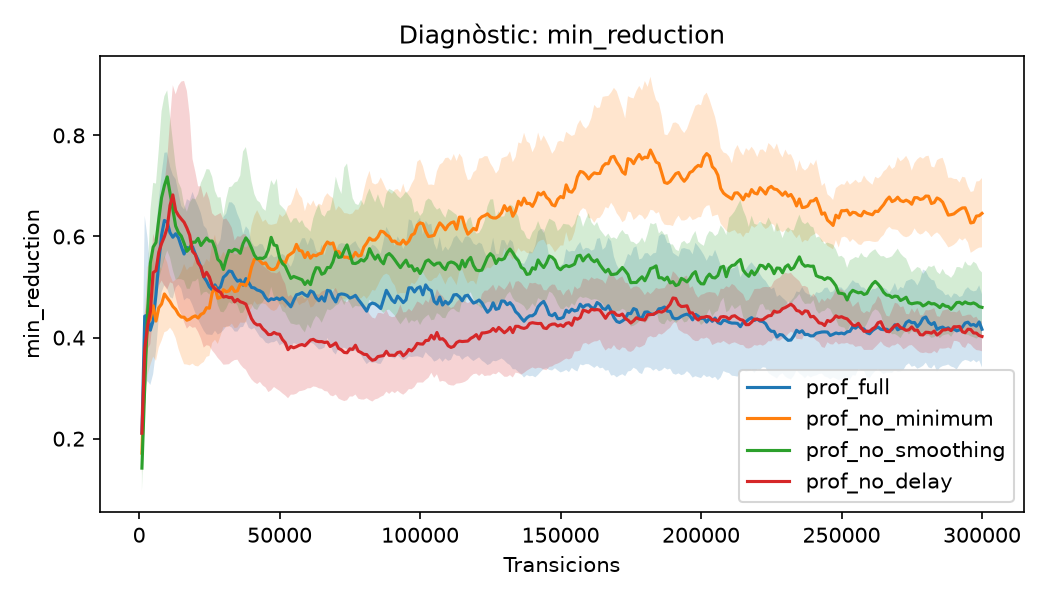 Diagnòstic: min_reduction
min_reduction
0.8
0.6
0.4
0.2
prof_full
prof_no_minimum
prof_no_smoothing
prof_no_delay
0 50000 100000 150000 200000 250000 300000
Transicions